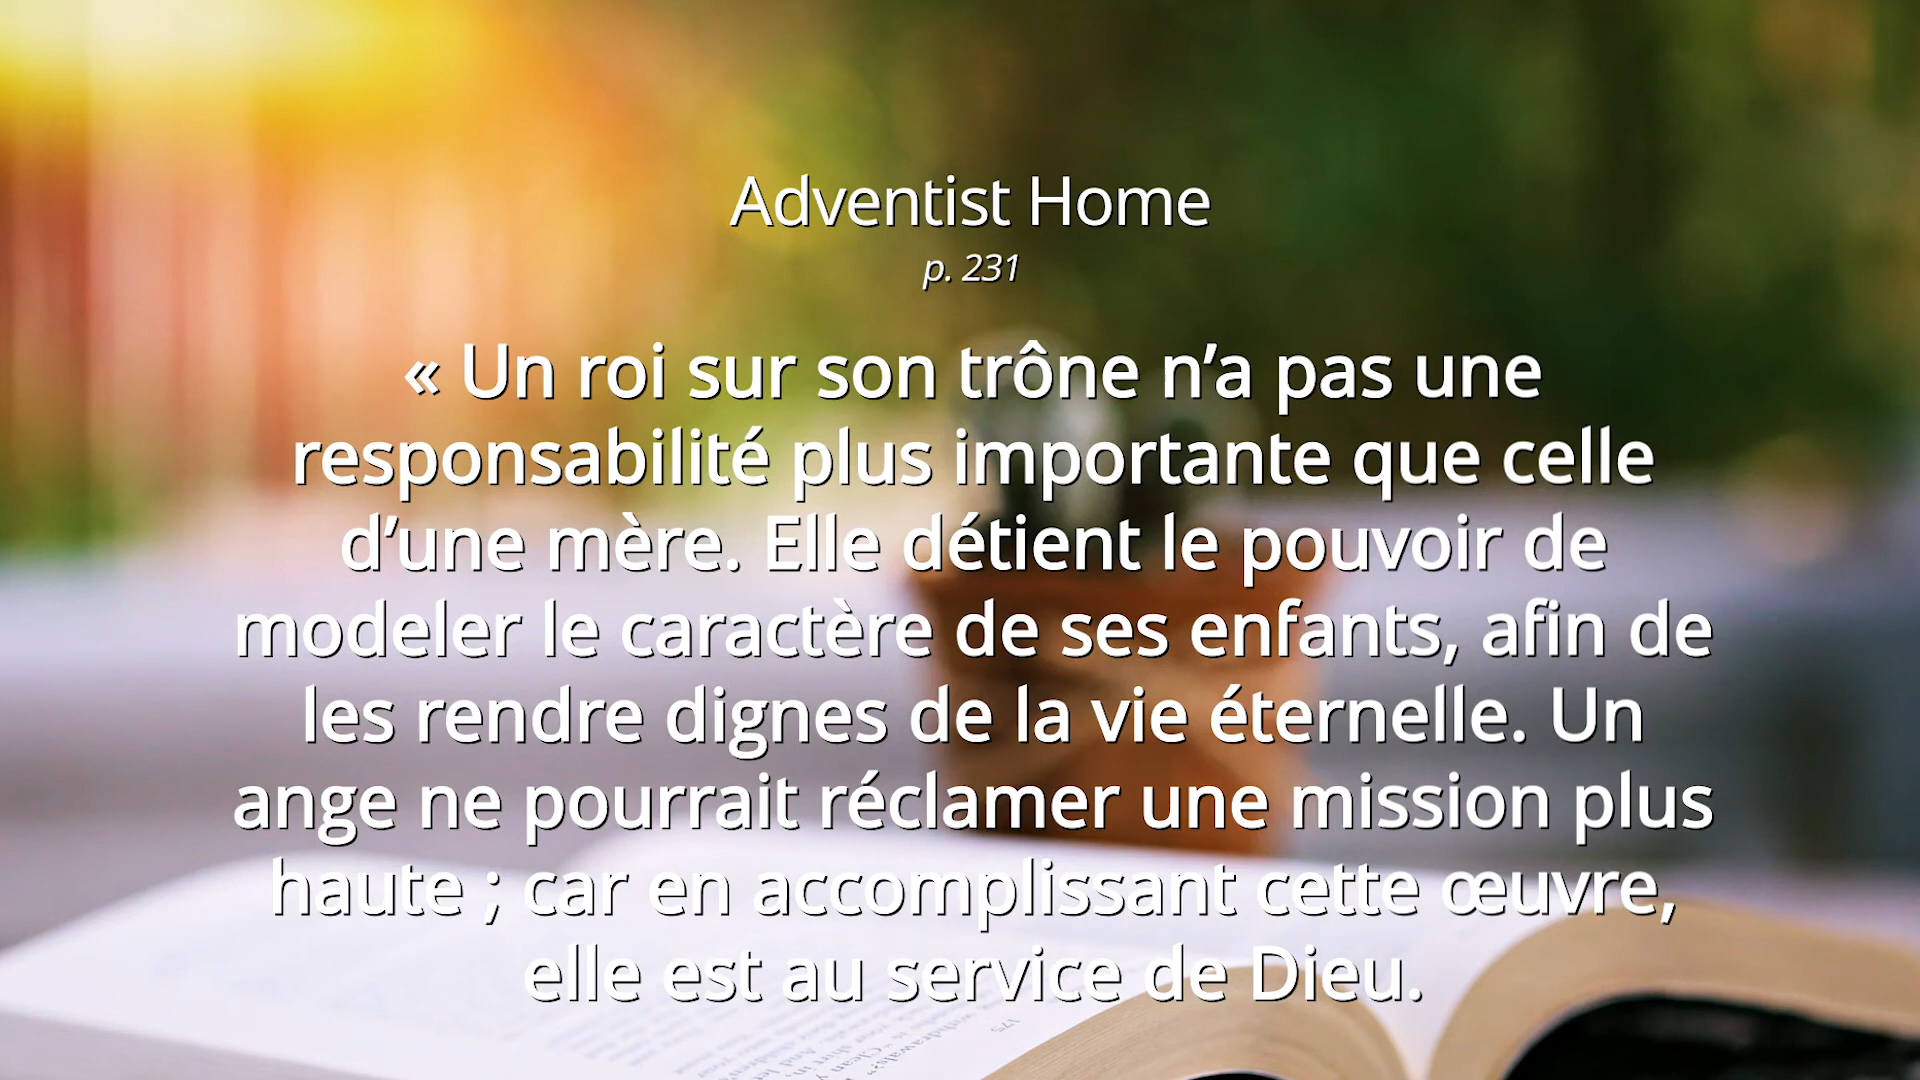 Adventist Home
p. 231
« Un roi sur son trône n’a pas une
responsabilité plus importante que celle
d’une mère. Elle détient le pouvoir de
modeler le caractère de ses enfants, afin de
les rendre dignes de la vie éternelle. Un
ange ne pourrait réclamer une mission plus
haute ; car en accomplissant cette œuvre,
elle est au service de Dieu.
175